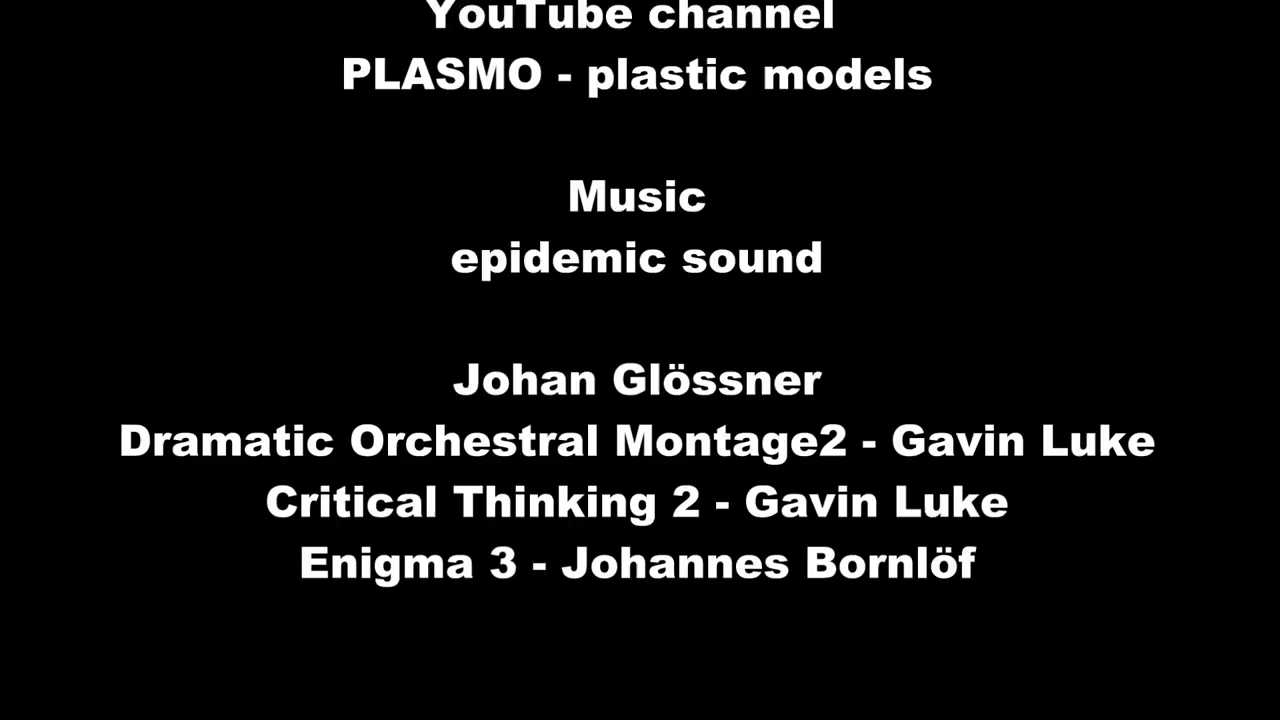 YouTube channel
PLASMO - plastic models
Music
epidemic sound
Johan Glössner
Dramatic Orchestral Montage2 - Gavin Luke
Critical Thinking 2 - Gavin Luke
Enigma 3 - Johannes Bornlöf